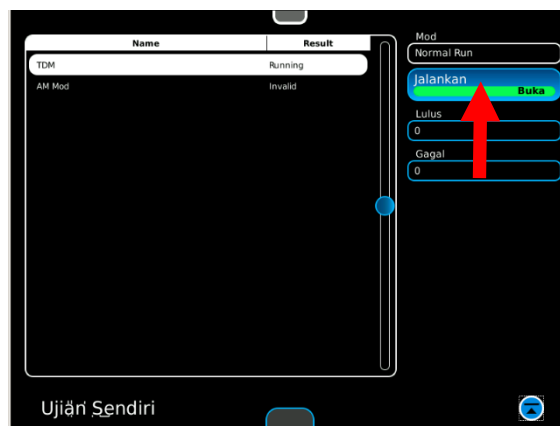 Name Result
TDM Running
AM Mod Invalid
Mod
Normal Run
Jalankan
Buka
Lulus
0
Gagal
0
Ujian Sendiri